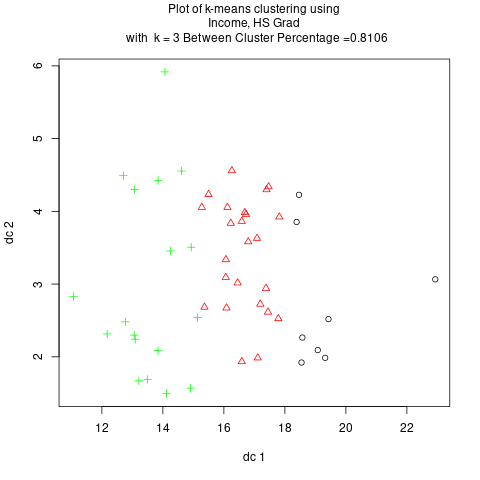 Plot of k-means clustering using
Income, HS Grad
with k = 3 Between Cluster Percentage =0.8106
6
5
4
3
2
dc 2
12 14 16 18 20 22
dc 1